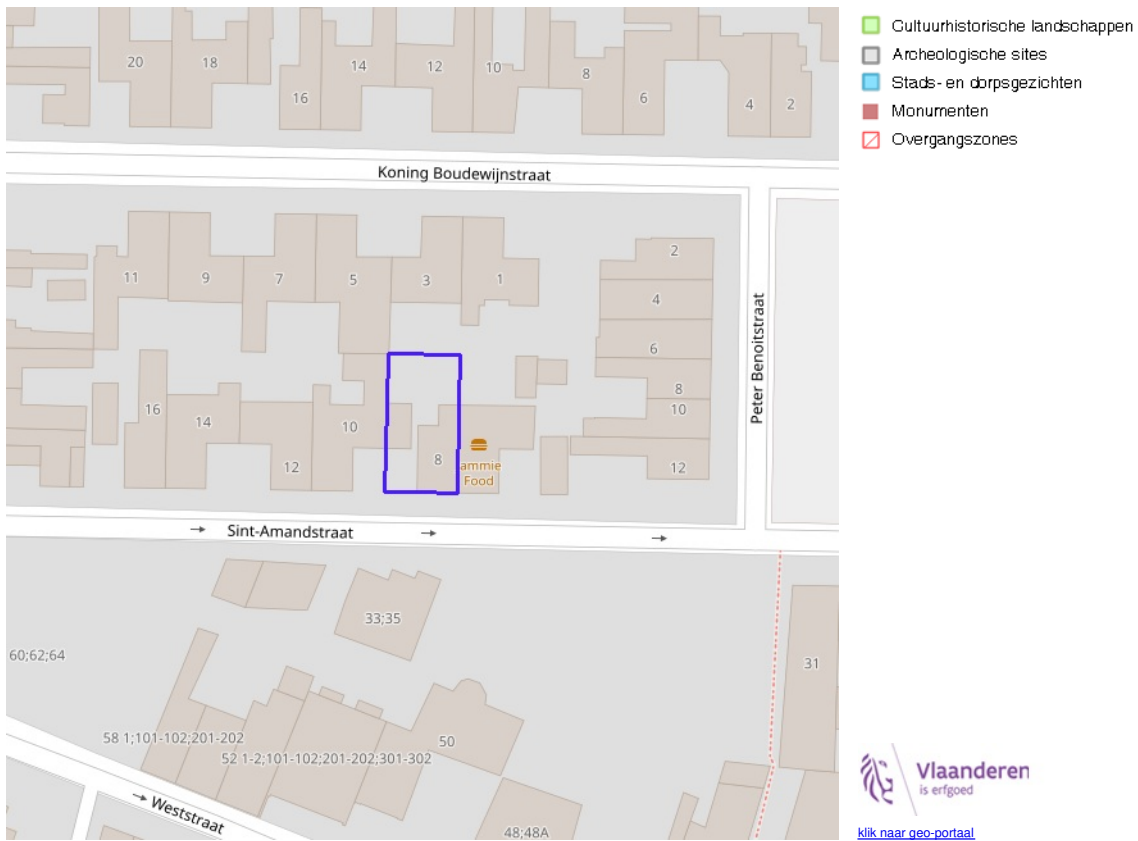 20
18
14
12
10
8
16
6
4
2
Koning Boudewijnstraat
11
9
7
5
3
1
2
4
6
8
10
12
Peter Benoitstraat
16
14
12
10
8
ammie
Food
Sint-Amandstraat
33;35
60;62;64
31
58 1;101-102;201-202
52 1-2;101-102;201-202;301-302
50
Weststraat
48;48A
Cultuurhistorische landschappen
Archeologische sites
Stads- en dorpsgezichten
Monumenten
Overgangszones
Vlaanderen
is erfgoed
klik naar geo-portaal